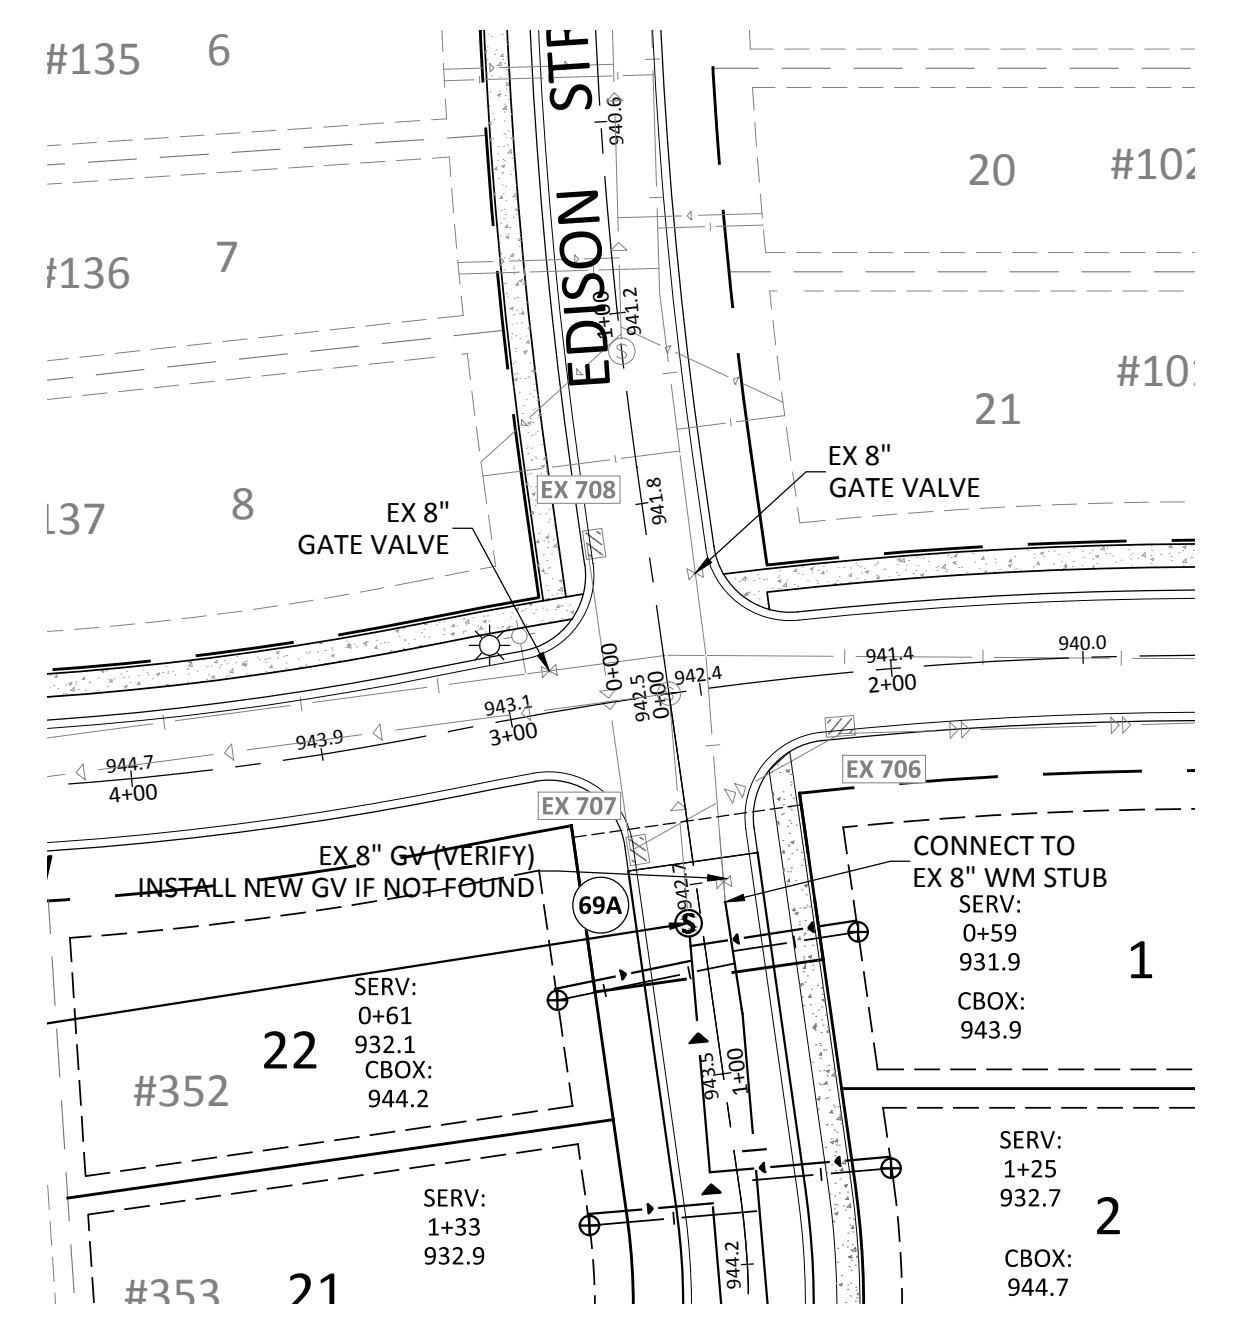 #135
6
940.6
EDISON
20
7
#136
1+00
941.2
21
EX 8"
GATE VALVE
EX 708
941.8
8
EX 8"
GATE VALVE
0+00
942.5
0+00
942.4
941.4
2+00
940.0
943.1
3+00
943.9
944.7
4+00
EX 706
EX 707
EX 8" GV (VERIFY)
INSTALL NEW GV IF NOT FOUND
CONNECT TO
EX 8" WM STUB
942.7
69A
S
SERV:
0+59
931.9
CBOX:
943.9
1
SERV:
0+61
932.1
CBOX:
944.2
22
#352
943.5
1+00
SERV:
1+25
932.7
CBOX:
944.7
2
SERV:
1+33
932.9
944.2
#353
21